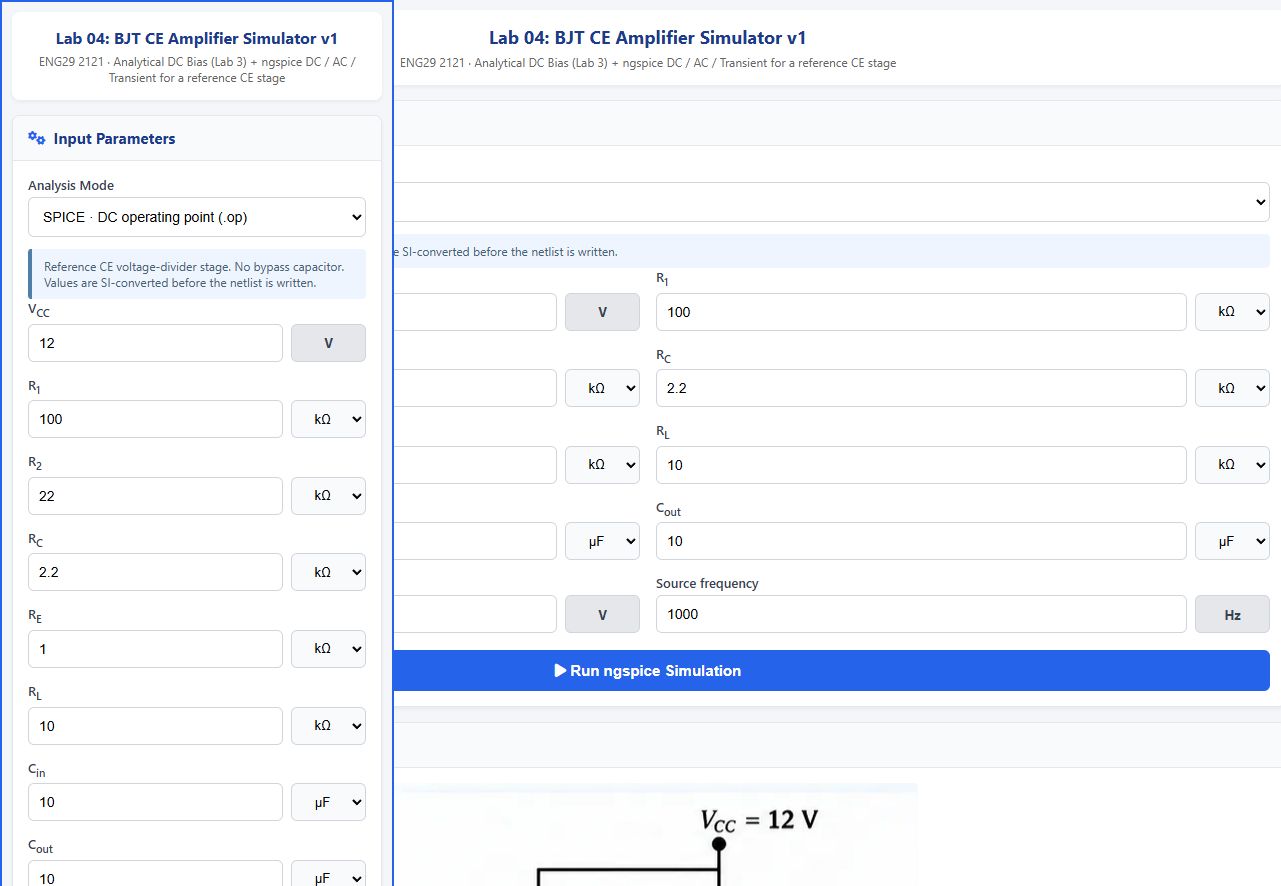 Lab 04: BJT CE Amplifier Simulator v1
ENG29 2121 · Analytical DC Bias (Lab 3) + ngspice DC / AC /
Transient for a reference CE stage
Input Parameters
Analysis Mode
SPICE · DC operating point (.op)
Reference CE voltage-divider stage. No bypass capacitor.
Values are SI-converted before the netlist is written.
VCC
12 V
R1
100 kΩ
R2
22 kΩ
RC
2.2 kΩ
RE
1 kΩ
RL
10 kΩ
Cin
10 µF
Cout
10 µF
Lab 04: BJT CE Amplifier Simulator v1
ENG29 2121 · Analytical DC Bias (Lab 3) + ngspice DC / AC / Transient for a reference CE stage
e SI-converted before the netlist is written.
R1
V 100 kΩ
RC
kΩ 2.2 kΩ
RL
kΩ 10 kΩ
Cout
µF 10 µF
Source frequency
V 1000 Hz
Run ngspice Simulation
VCC = 12 V